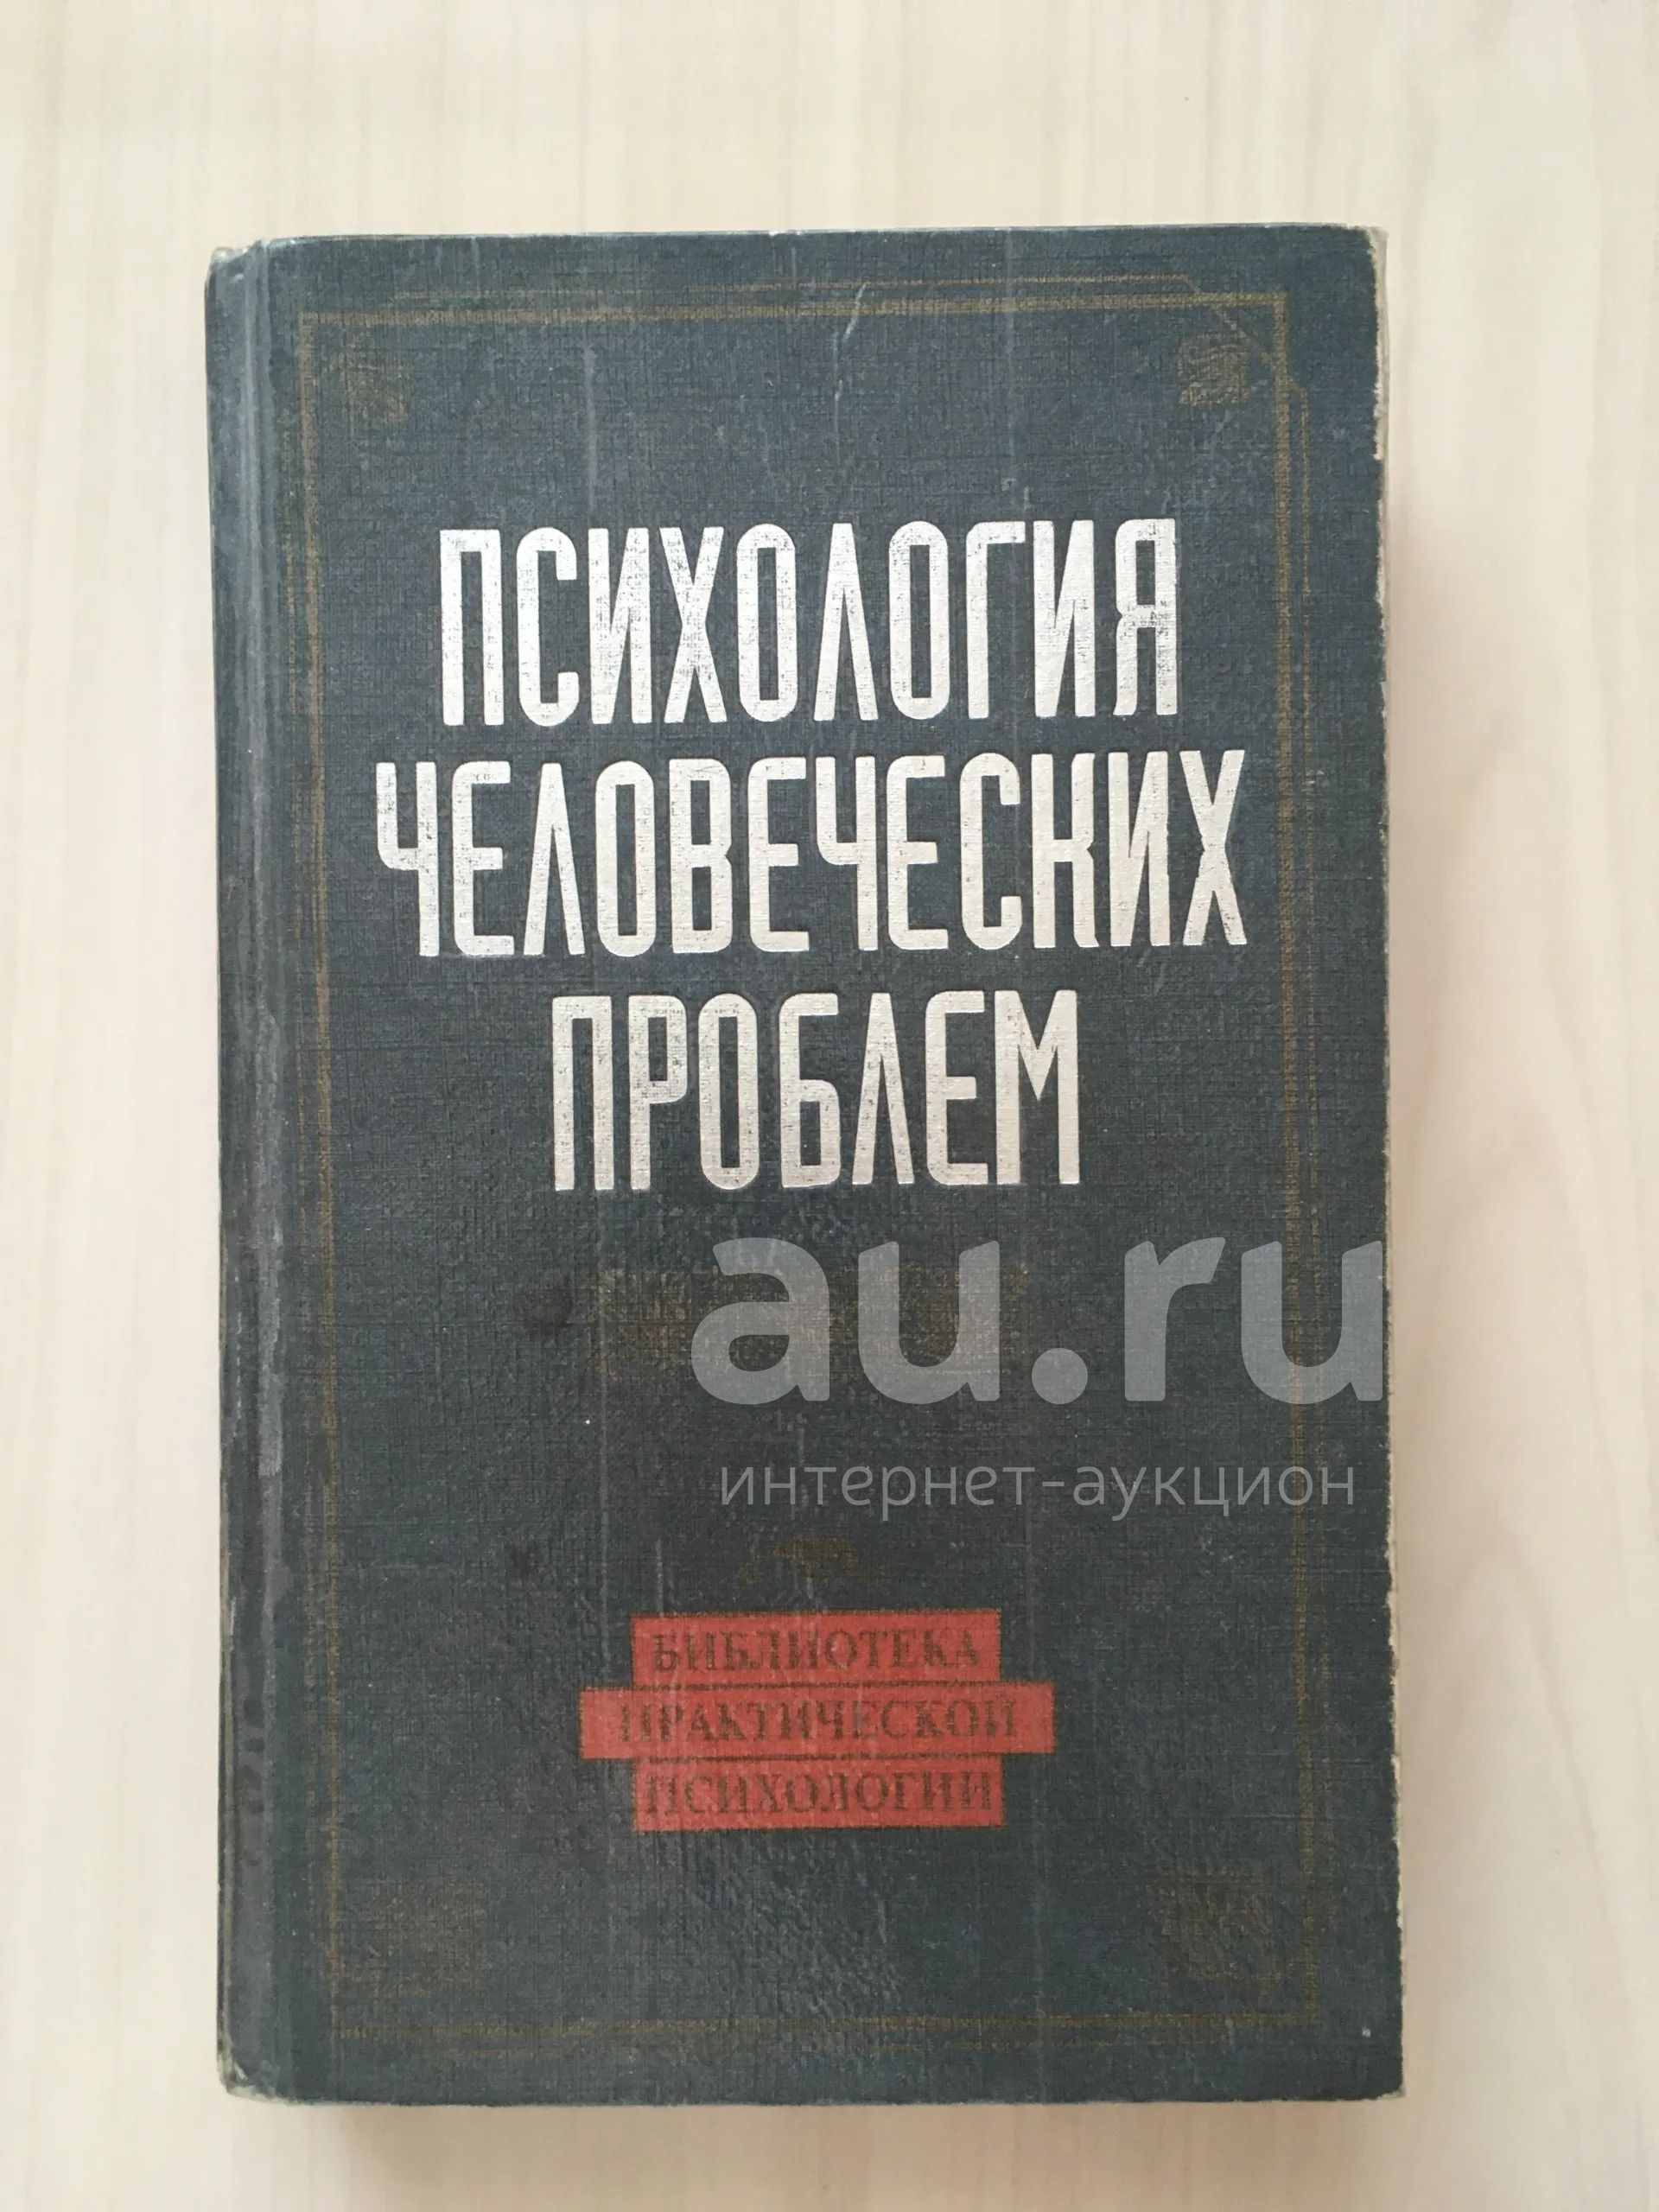 ПСИХОЛОГИЯ
ЧЕЛОВЕЧЕСКИХ
ПРОБЛЕМ
au.ru
интернет-аукцион
БИБЛИОТЕКА
ПРАКТИЧЕСКОЙ
ПСИХОЛОГИИ